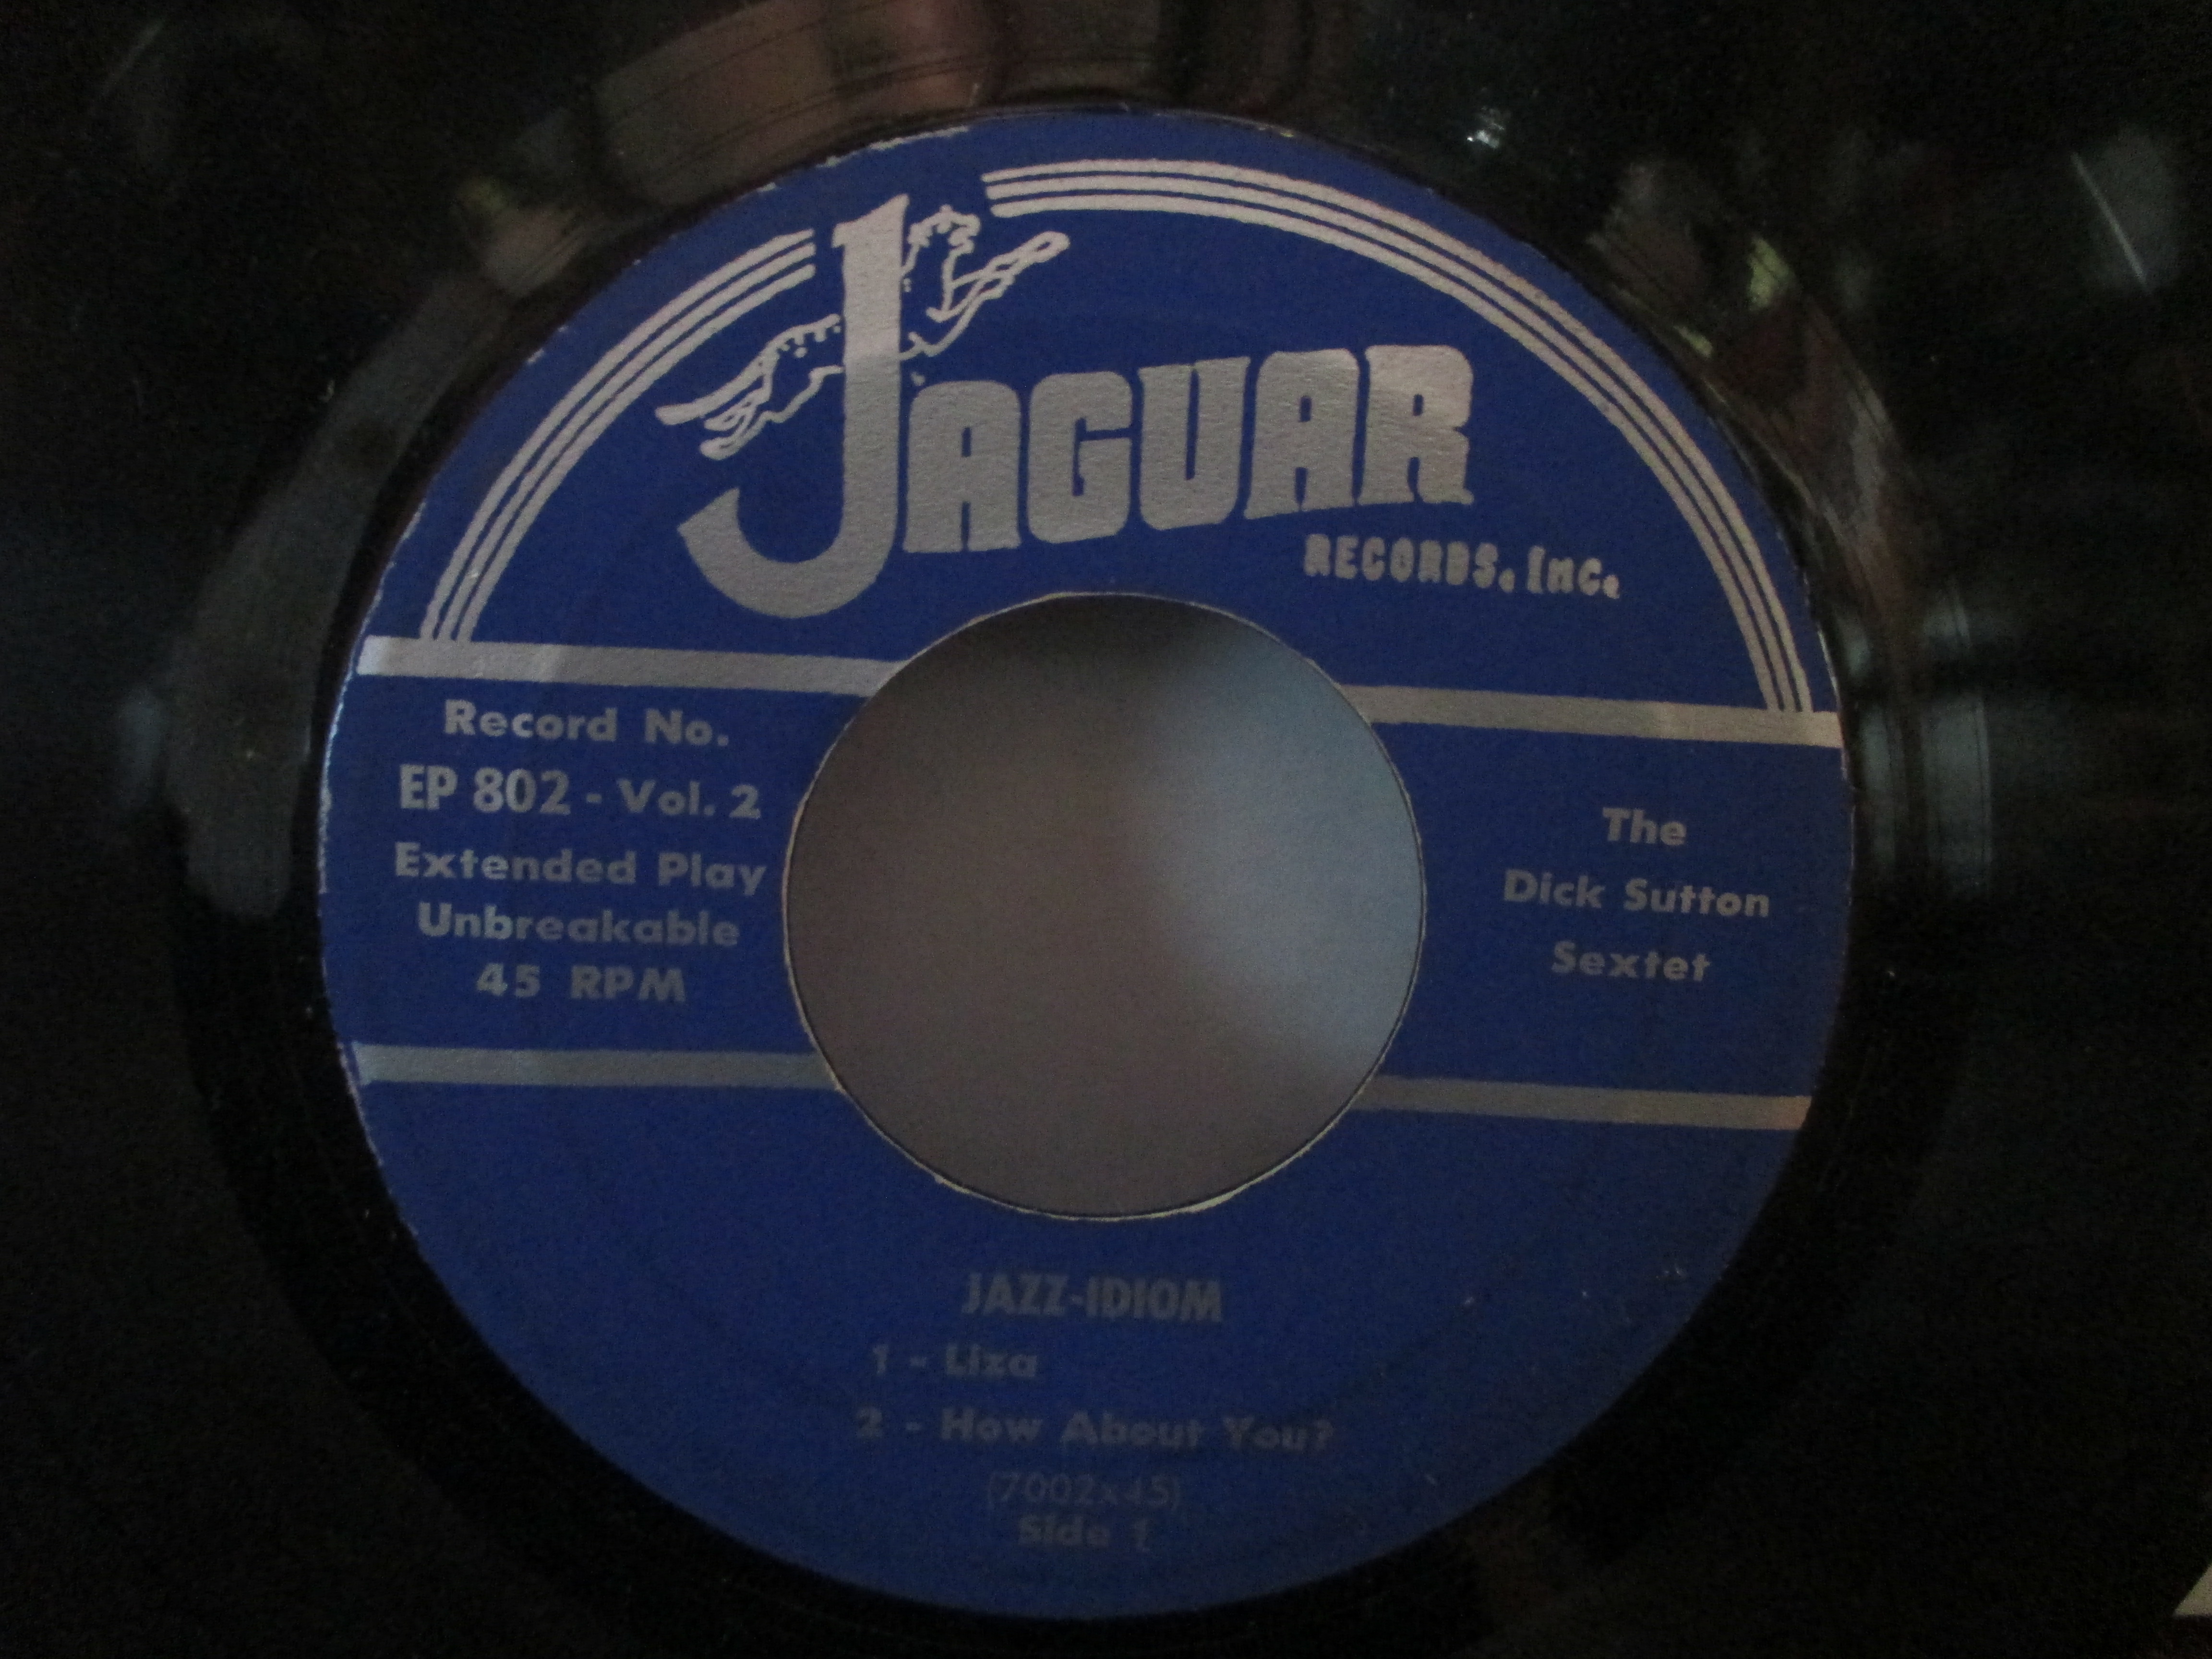 JAGUAR
RECORDS, INC.
Record No.
EP 802 - Vol. 2
Extended Play
Unbreakable
45 RPM
The
Dick Sutton
Sextet
JAZZ-IDIOM
1 - Liza
2 - How About You?
(7002x45)
Side 1